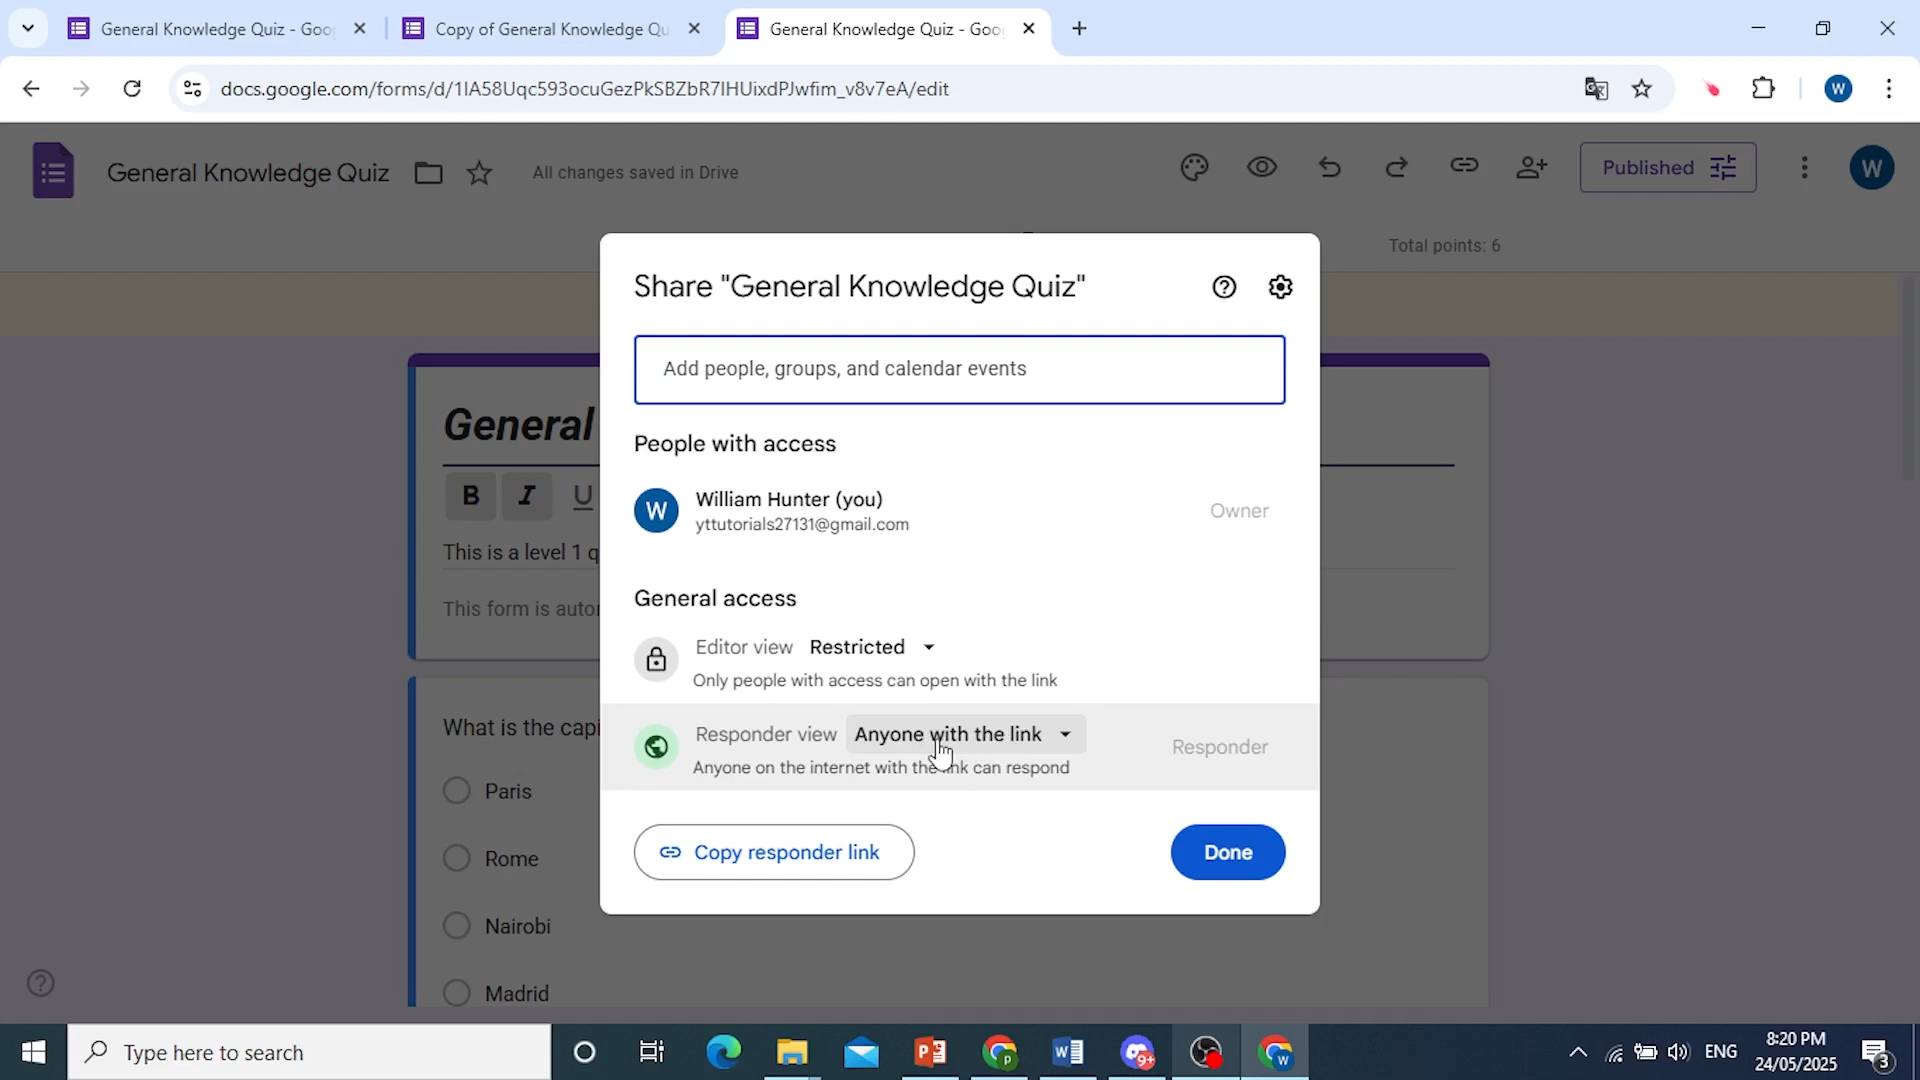 General Knowledge Quiz - Goo
Copy of General Knowledge Qu
General Knowledge Quiz - Goo
docs.google.com/forms/d/1IA58Uqc593ocuGezPkSBZbR7IHUixdPJwfim_v8v7eA/edit
W
General Knowledge Quiz
All changes saved in Drive
Published
W
Total points: 6
Share "General Knowledge Quiz"
Add people, groups, and calendar events
General
People with access
B I U
W
William Hunter (you)
yttutorials27131@gmail.com
Owner
This is a level 1 q
General access
This form is auto
Editor view Restricted
Only people with access can open with the link
What is the capi
Responder view Anyone with the link
Anyone on the internet with the link can respond
Responder
Paris
Copy responder link
Done
Rome
Nairobi
Madrid
Type here to search
9+
ENG
8:20 PM
24/05/2025
3